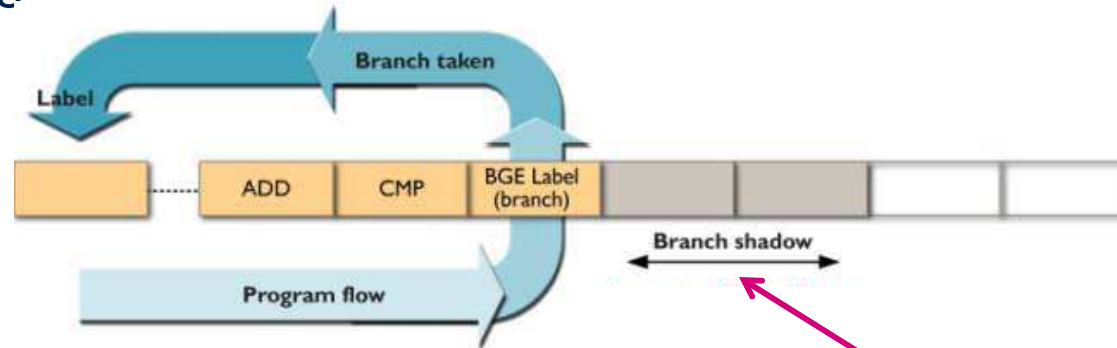 Branch taken
Label
ADD
CMP
BGE Label
(branch)
Branch shadow
Program flow